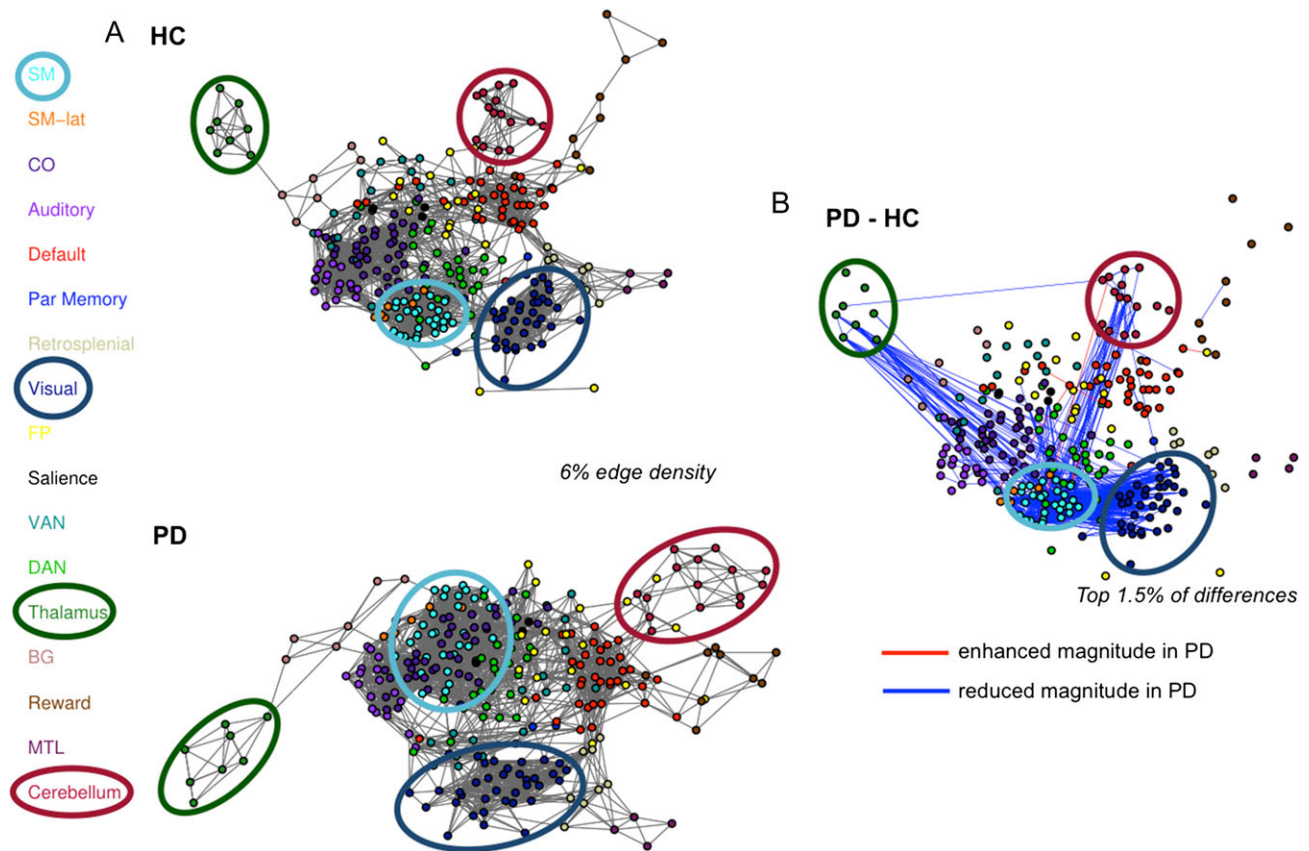 A
HC
SM
SM-lat
CO
Auditory
Default
Par Memory
Retrosplenial
Visual
FP
Salience
VAN
DAN
Thalamus
BG
Reward
MTL
Cerebellum
6% edge density
PD
B
PD - HC
Top 1.5% of differences
enhanced magnitude in PD
reduced magnitude in PD